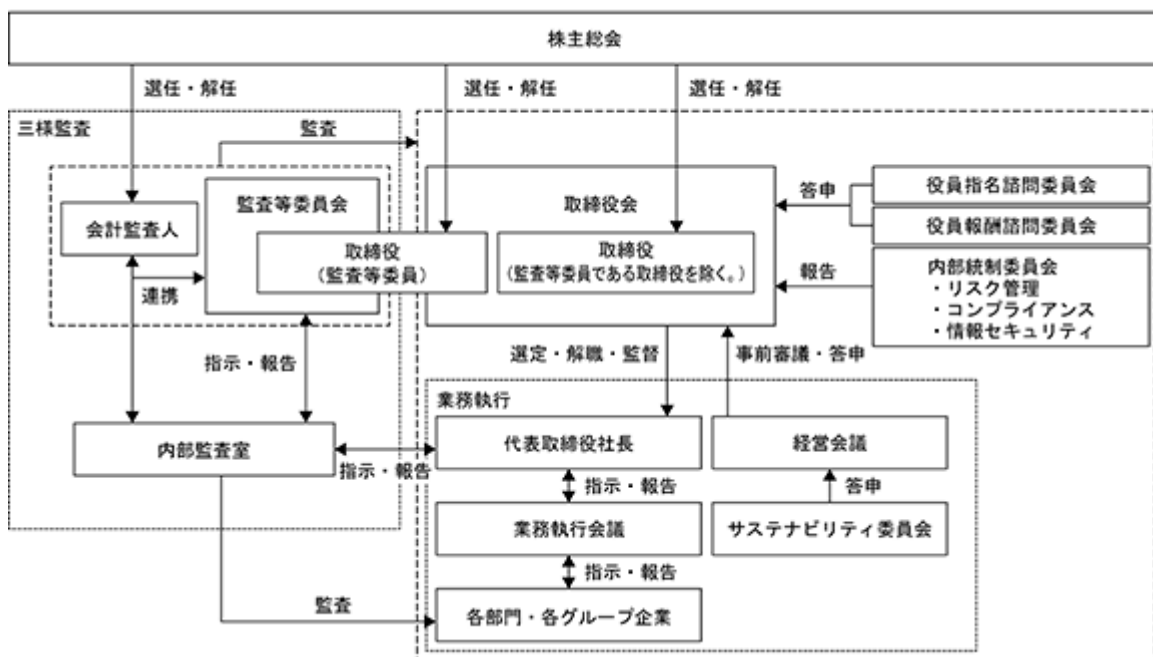 株主総会
選任・解任
選任・解任
選任・解任
三様監査
監査
会計監査人
監査等委員会
取締役
(監査等委員)
連携
取締役会
取締役
(監査等委員である取締役を除く。)
答申
役員指名諮問委員会
役員報酬諮問委員会
報告
内部統制委員会
・リスク管理
・コンプライアンス
・情報セキュリティ
指示・報告
選定・解職・監督
事前審議・答申
業務執行
内部監査室
指示・報告
代表取締役社長
経営会議
指示・報告
答申
業務執行会議
サステナビリティ委員会
指示・報告
監査
各部門・各グループ企業